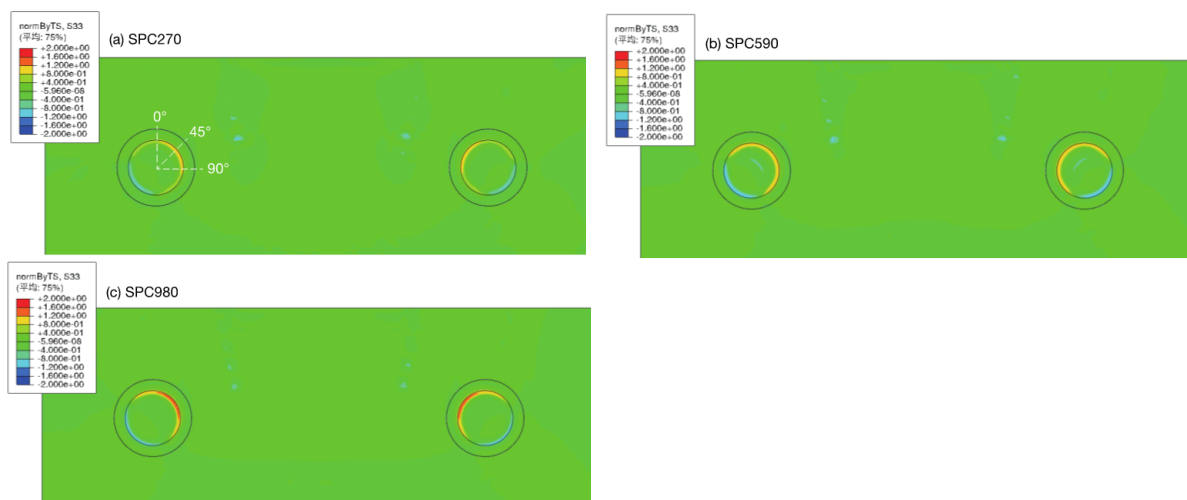 normByTS, S33
(平均: 75%)
+2.000e+00
+1.600e+00
+1.200e+00
+8.000e-01
+4.000e-01
-5.960e-08
-4.000e-01
-8.000e-01
-1.200e+00
-1.600e+00
-2.000e+00
(a) SPC270
0°
45°
90°
normByTS, S33
(平均: 75%)
+2.000e+00
+1.600e+00
+1.200e+00
+8.000e-01
+4.000e-01
-5.960e-08
-4.000e-01
-8.000e-01
-1.200e+00
-1.600e+00
-2.000e+00
(b) SPC590
normByTS, S33
(平均: 75%)
+2.000e+00
+1.600e+00
+1.200e+00
+8.000e-01
+4.000e-01
-5.960e-08
-4.000e-01
-8.000e-01
-1.200e+00
-1.600e+00
-2.000e+00
(c) SPC980